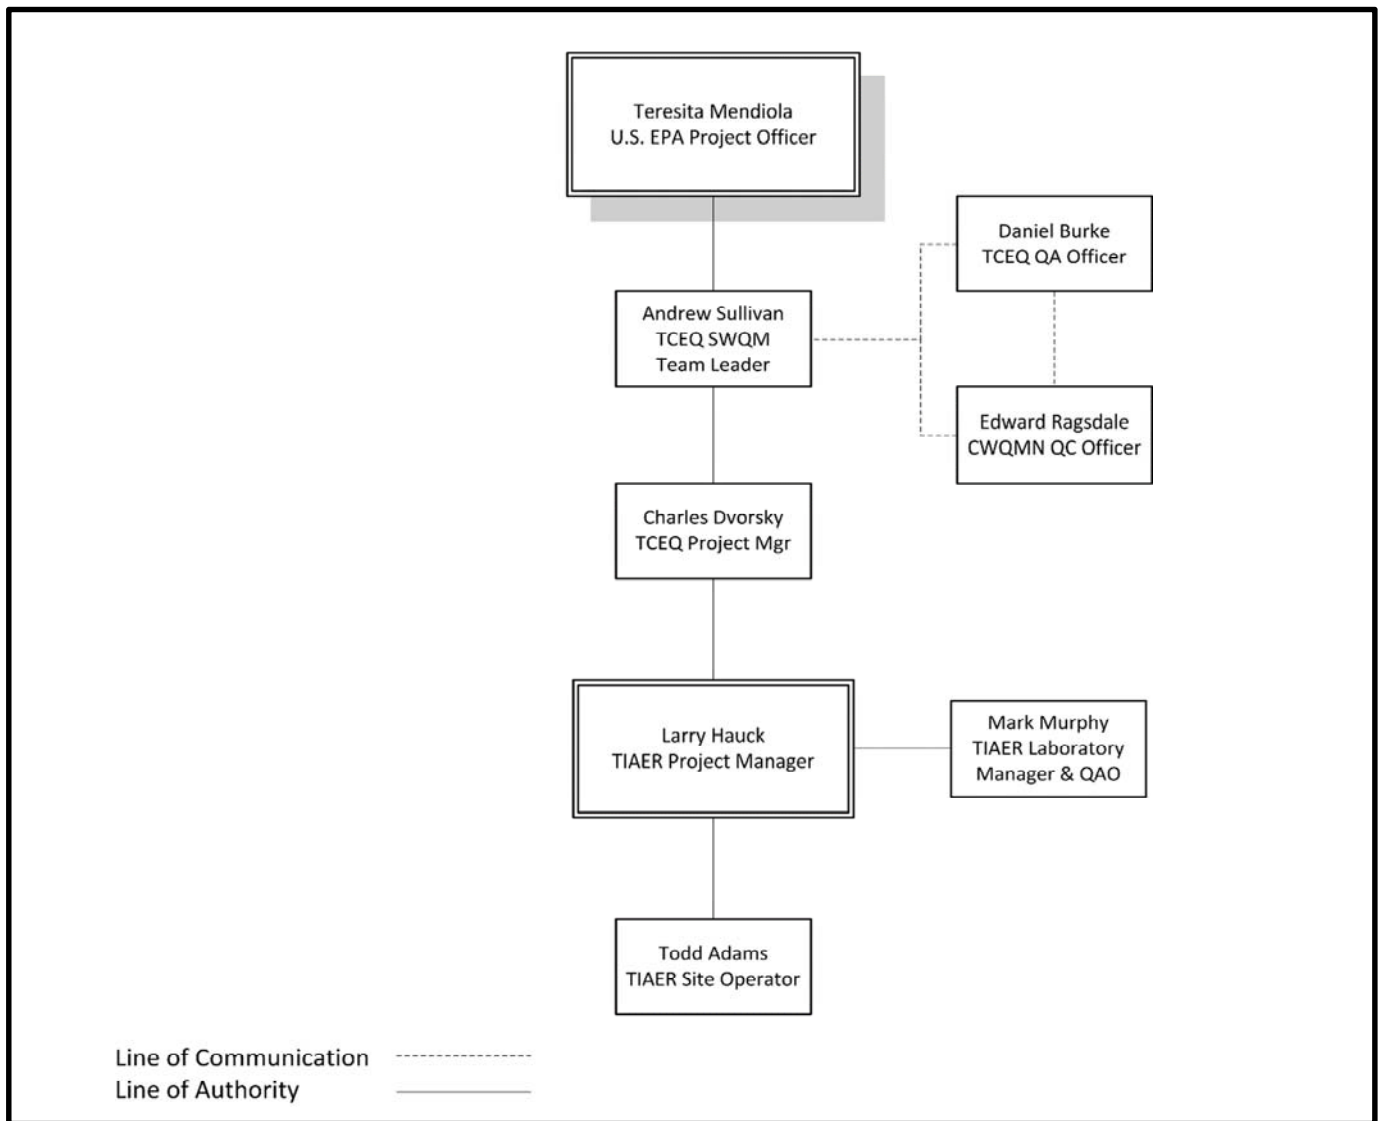 Teresita Mendiola
U.S. EPA Project Officer
Daniel Burke
TCEQ QA Officer
Andrew Sullivan
TCEQ SWQM
Team Leader
Edward Ragsdale
CWQMN QC Officer
Charles Dvorsky
TCEQ Project Mgr
Larry Hauck
TIAER Project Manager
Mark Murphy
TIAER Laboratory
Manager & QAO
Todd Adams
TIAER Site Operator
Line of Communication
Line of Authority